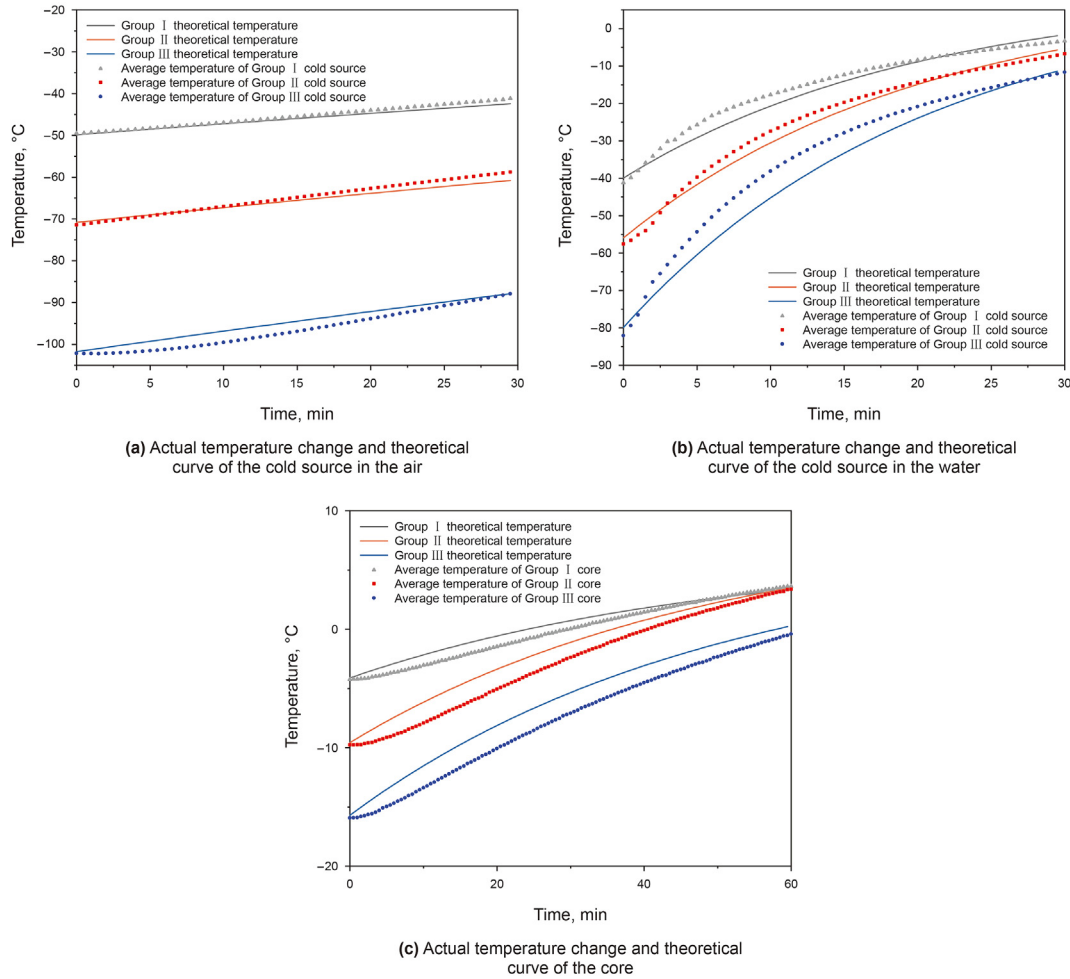 −20
−30
−40
−50
−60
−70
−80
−90
−100
Temperature, °C
Group Ⅰ theoretical temperature
Group Ⅱ theoretical temperature
Group Ⅲ theoretical temperature
Average temperature of Group Ⅰ cold source
Average temperature of Group Ⅱ cold source
Average temperature of Group Ⅲ cold source
0 5 10 15 20 25 30
Time, min
(a) Actual temperature change and theoretical
curve of the cold source in the air
0
−10
−20
−30
−40
−50
−60
−70
−80
−90
Temperature, °C
Group Ⅰ theoretical temperature
Group Ⅱ theoretical temperature
Group Ⅲ theoretical temperature
Average temperature of Group Ⅰ cold source
Average temperature of Group Ⅱ cold source
Average temperature of Group Ⅲ cold source
0 5 10 15 20 25 30
Time, min
(b) Actual temperature change and theoretical
curve of the cold source in the water
10
0
−10
−20
Temperature, °C
Group Ⅰ theoretical temperature
Group Ⅱ theoretical temperature
Group Ⅲ theoretical temperature
Average temperature of Group Ⅰ core
Average temperature of Group Ⅱ core
Average temperature of Group Ⅲ core
0 20 40 60
Time, min
(c) Actual temperature change and theoretical
curve of the core